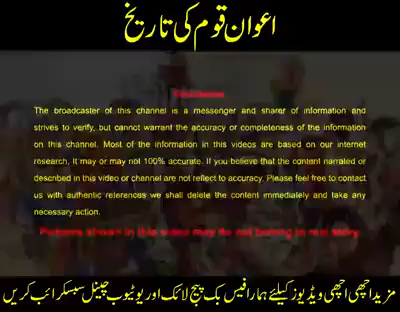 اعوان قوم کی تاریخ
Disclaimer
The broadcaster of this channel is a messenger and sharer of information and
strives to verify, but cannot warrant the accuracy or completeness of the information
on this channel. Most of the information in this videos are based on our internet
research, It may or may not 100% accurate. If you believe that the content narrated or
described in this video or channel are not reflect to accuracy. Please feel free to contact
us with authentic references we shall delete the content immediately and take any
necessary action.
Pictures shown in this video may be not belong to real story
مزید اچھی اچھی ویڈیوز کیلئے ہمارا فیس بک پیج لائک اور یوٹیوب چینل سبسکرائب کریں